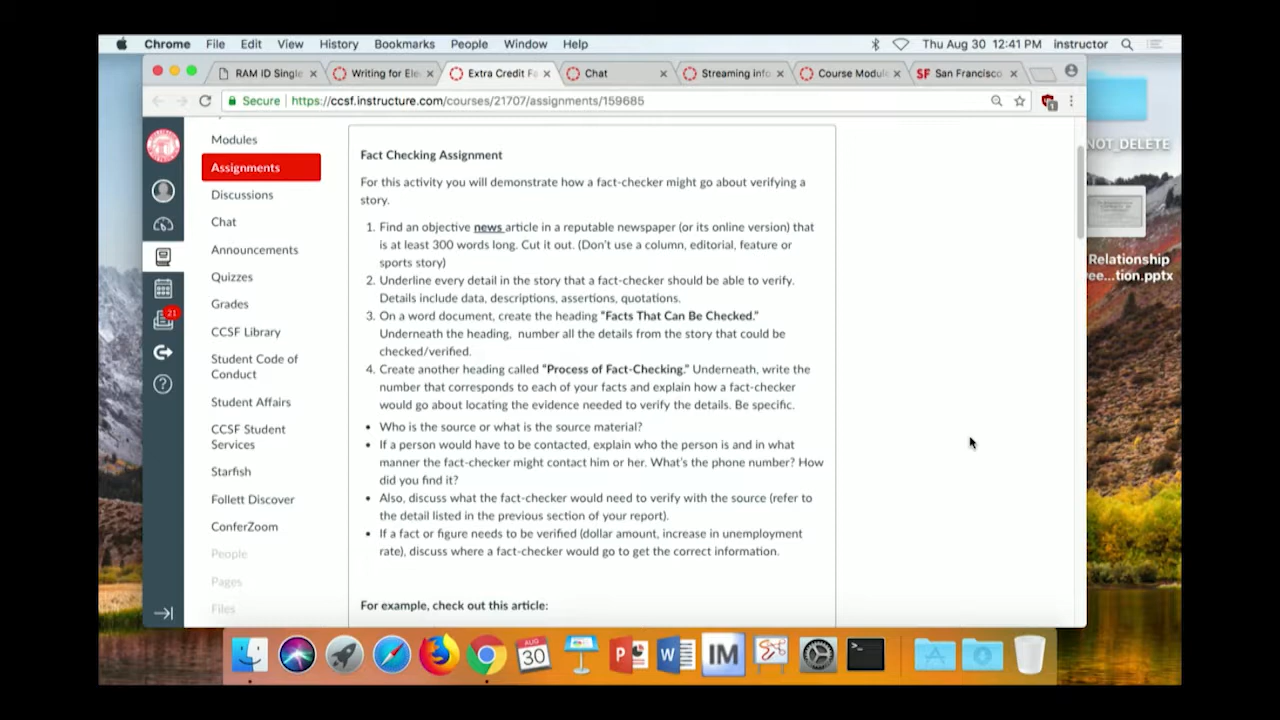 Chrome File Edit View History Bookmarks People Window Help Thu Aug 30 12:41 PM instructor
RAM ID Single Writing for Ele Extra Credit Fa Chat Streaming info Course Module San Francisco
Secure https://ccsf.instructure.com/courses/21707/assignments/159685
NOT_DELETE
Relationship
ee...tion.pptx
Modules
Assignments
Discussions
Chat
Announcements
Quizzes
Grades
CCSF Library
Student Code of
Conduct
Student Affairs
CCSF Student
Services
Starfish
Follett Discover
ConferZoom
People
Pages
Files
21
Fact Checking Assignment
For this activity you will demonstrate how a fact-checker might go about verifying a
story.
1. Find an objective news article in a reputable newspaper (or its online version) that
is at least 300 words long. Cut it out. (Don't use a column, editorial, feature or
sports story)
2. Underline every detail in the story that a fact-checker should be able to verify.
Details include data, descriptions, assertions, quotations.
3. On a word document, create the heading "Facts That Can Be Checked."
Underneath the heading, number all the details from the story that could be
checked/verified.
4. Create another heading called "Process of Fact-Checking." Underneath, write the
number that corresponds to each of your facts and explain how a fact-checker
would go about locating the evidence needed to verify the details. Be specific.
• Who is the source or what is the source material?
• If a person would have to be contacted, explain who the person is and in what
manner the fact-checker might contact him or her. What's the phone number? How
did you find it?
• Also, discuss what the fact-checker would need to verify with the source (refer to
the detail listed in the previous section of your report).
• If a fact or figure needs to be verified (dollar amount, increase in unemployment
rate), discuss where a fact-checker would go to get the correct information.
For example, check out this article:
AUG
30
P
W
IM